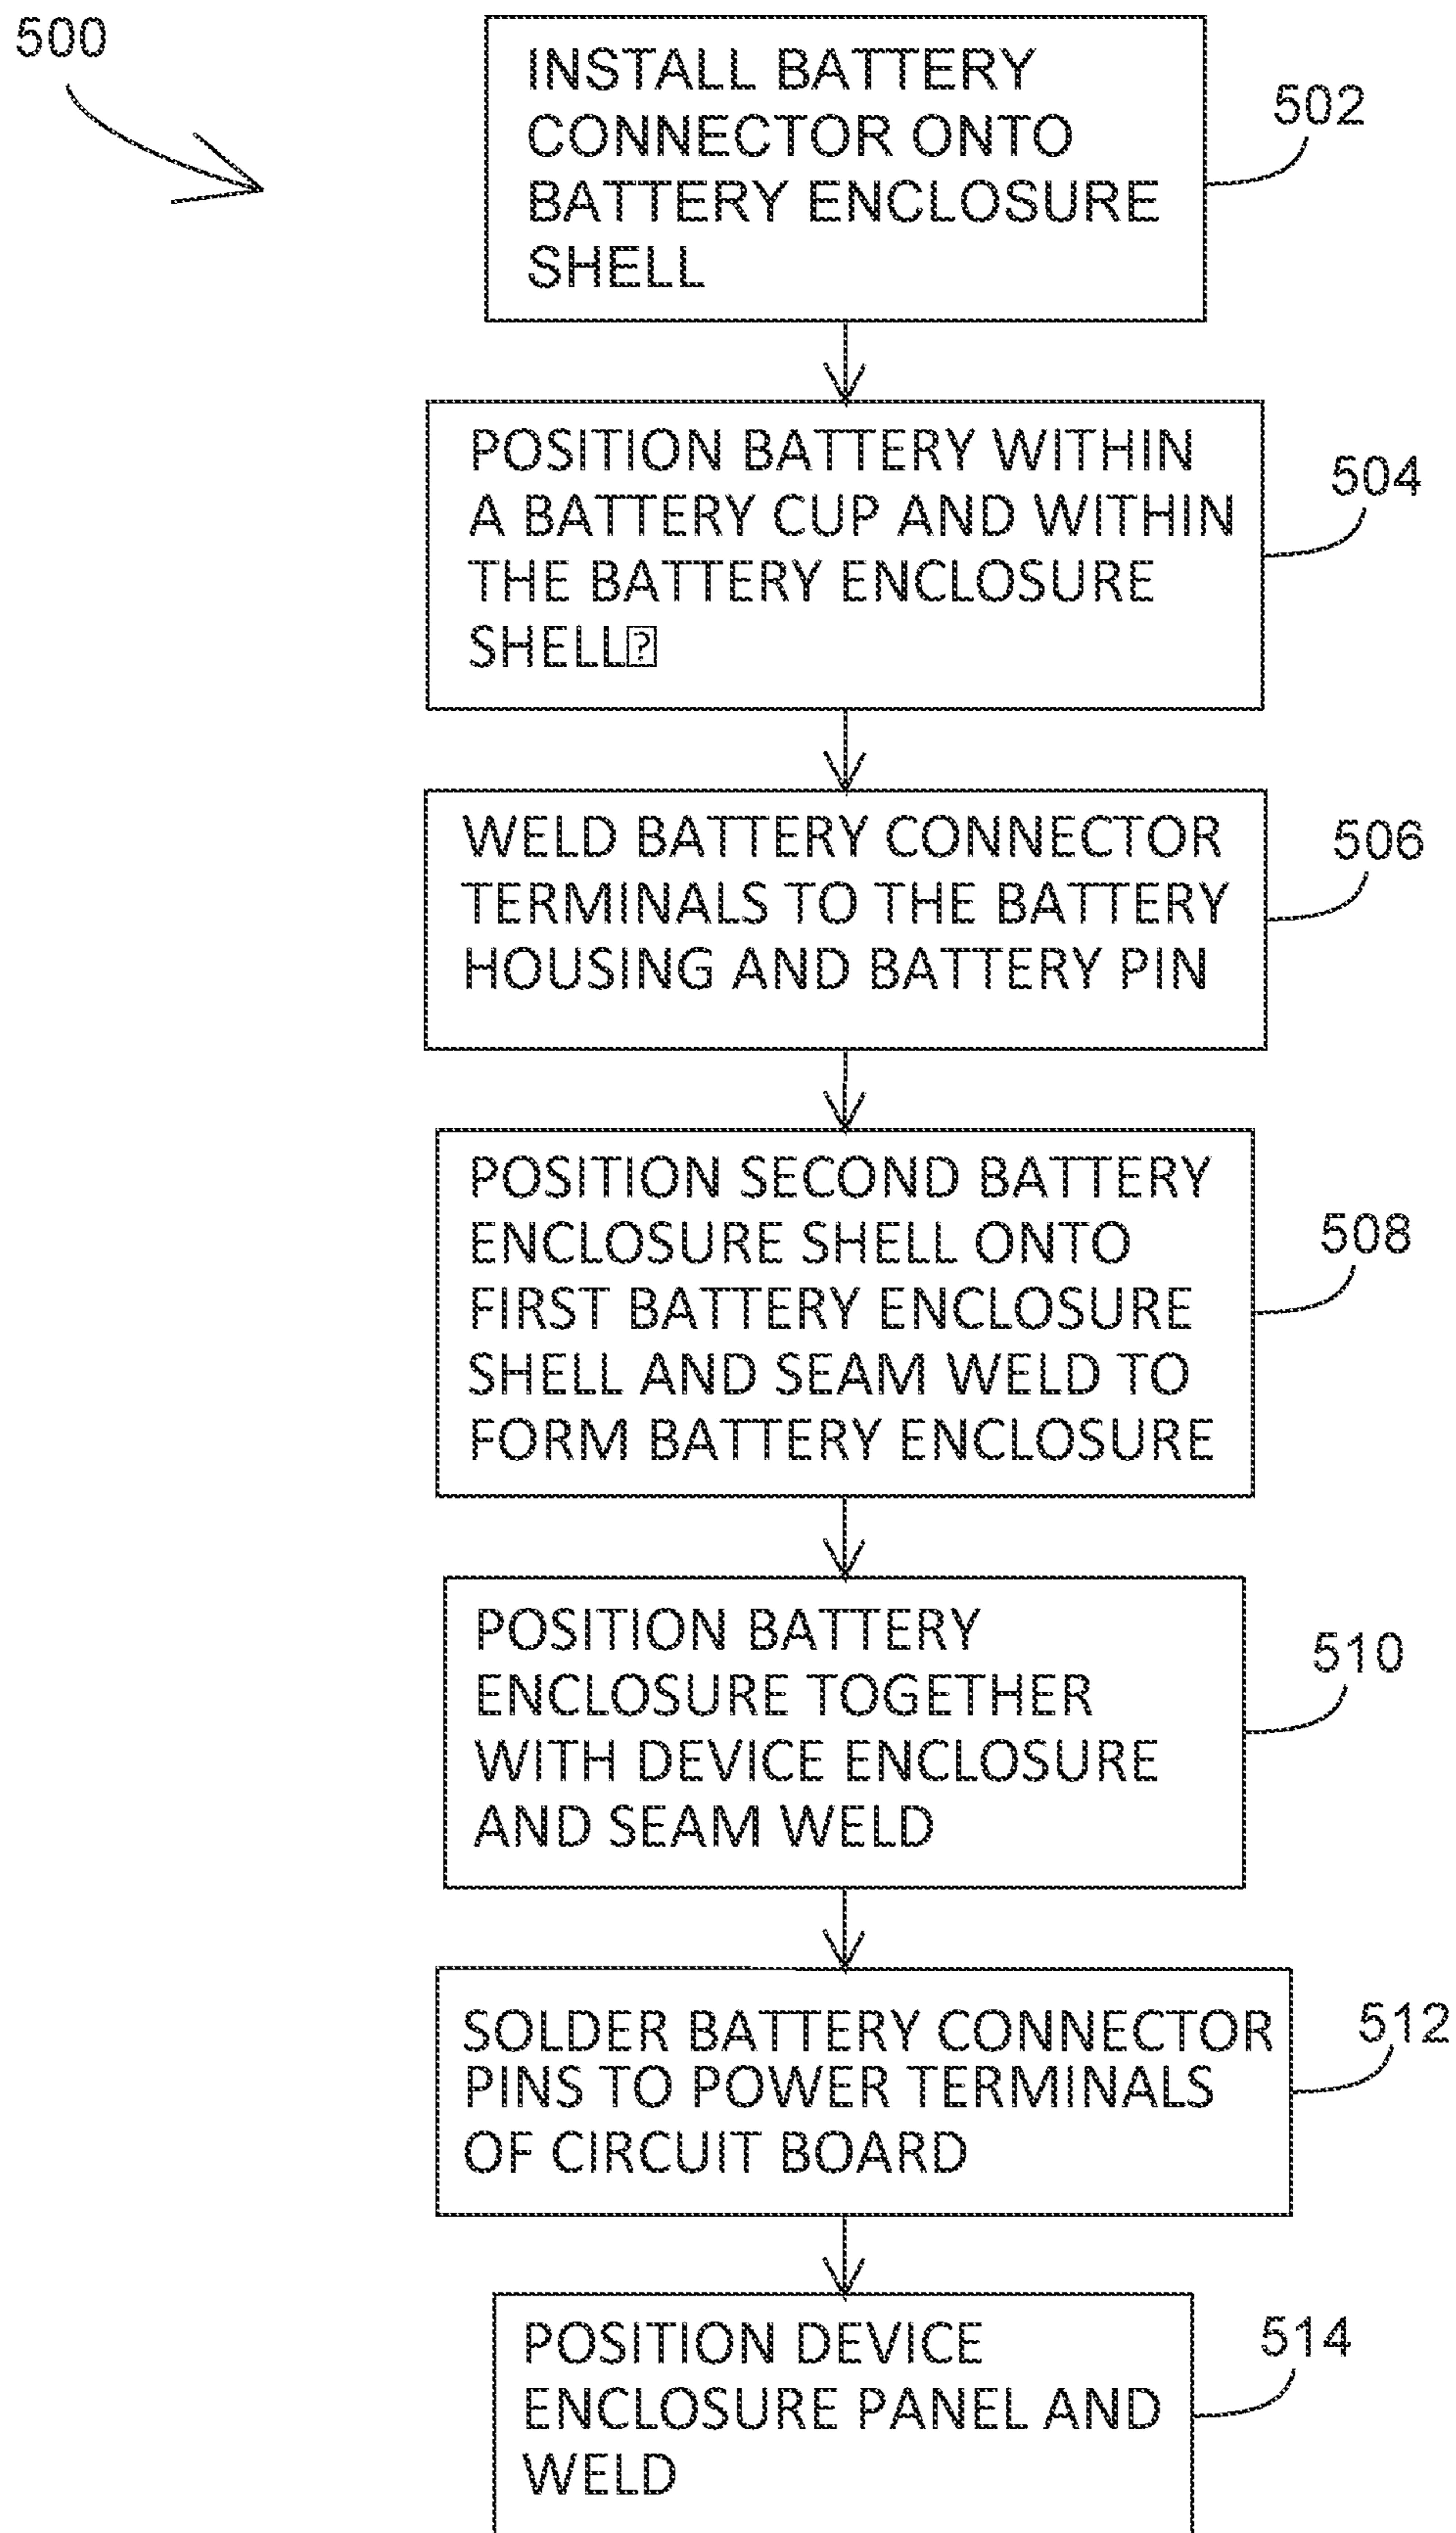 500
INSTALL BATTERY
CONNECTOR ONTO
BATTERY ENCLOSURE
SHELL
502
POSITION BATTERY WITHIN
A BATTERY CUP AND WITHIN
THE BATTERY ENCLOSURE
SHELL⍰
504
WELD BATTERY CONNECTOR
TERMINALS TO THE BATTERY
HOUSING AND BATTERY PIN
506
POSITION SECOND BATTERY
ENCLOSURE SHELL ONTO
FIRST BATTERY ENCLOSURE
SHELL AND SEAM WELD TO
FORM BATTERY ENCLOSURE
508
POSITION BATTERY
ENCLOSURE TOGETHER
WITH DEVICE ENCLOSURE
AND SEAM WELD
510
SOLDER BATTERY CONNECTOR
PINS TO POWER TERMINALS
OF CIRCUIT BOARD
512
POSITION DEVICE
ENCLOSURE PANEL AND
WELD
514